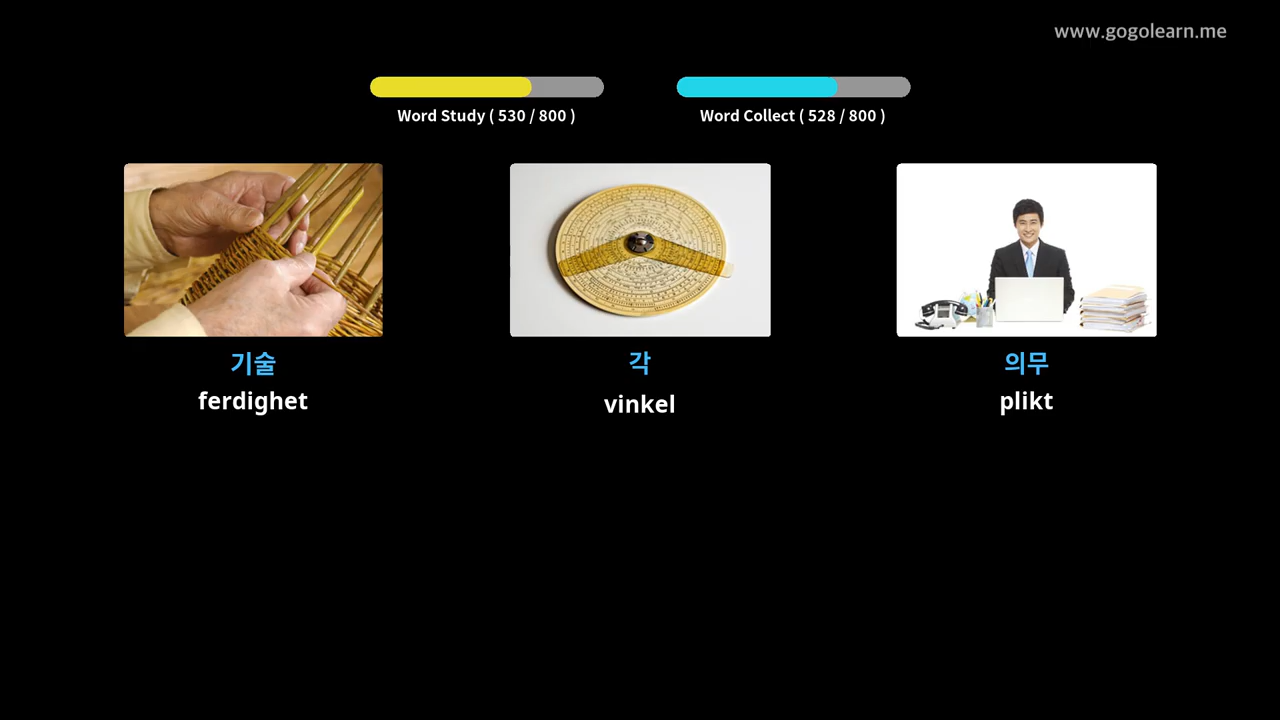 www.gogolearn.me
Word Study ( 530 / 800 )
Word Collect ( 528 / 800 )
기술
ferdighet
각
vinkel
의무
plikt